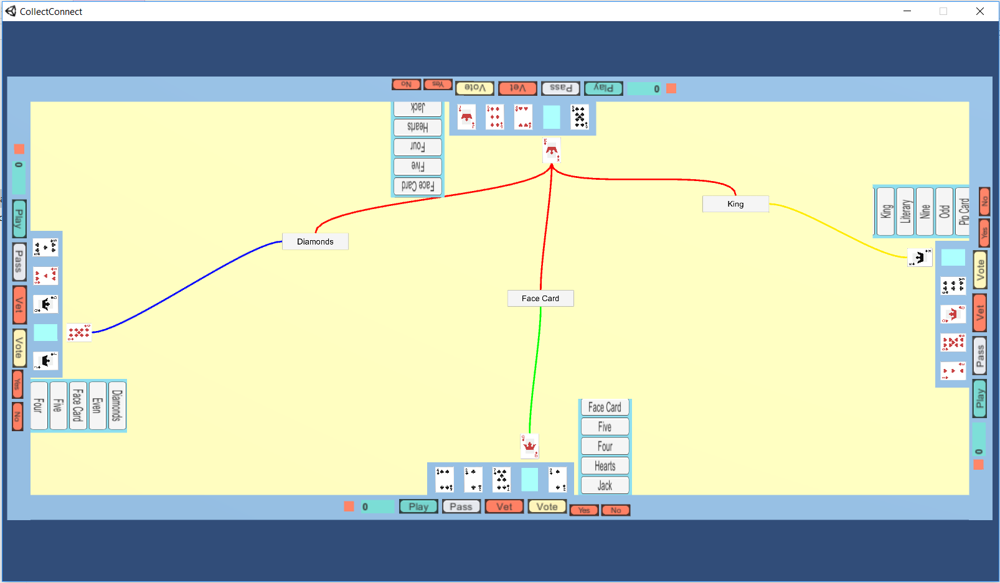 CollectConnect
No
Yes
Vote
Vet
Pass
Play
0
Jack
Hearts
Four
Five
Face Card
King
Diamonds
Face Card
0
Play
Pass
Vet
Vote
Yes
No
Four
Five
Face Card
Even
Diamonds
King
Literary
Nine
Odd
Pip Card
No
Yes
Vote
Vet
Pass
Play
0
Face Card
Five
Four
Hearts
Jack
0
Play
Pass
Vet
Vote
Yes
No